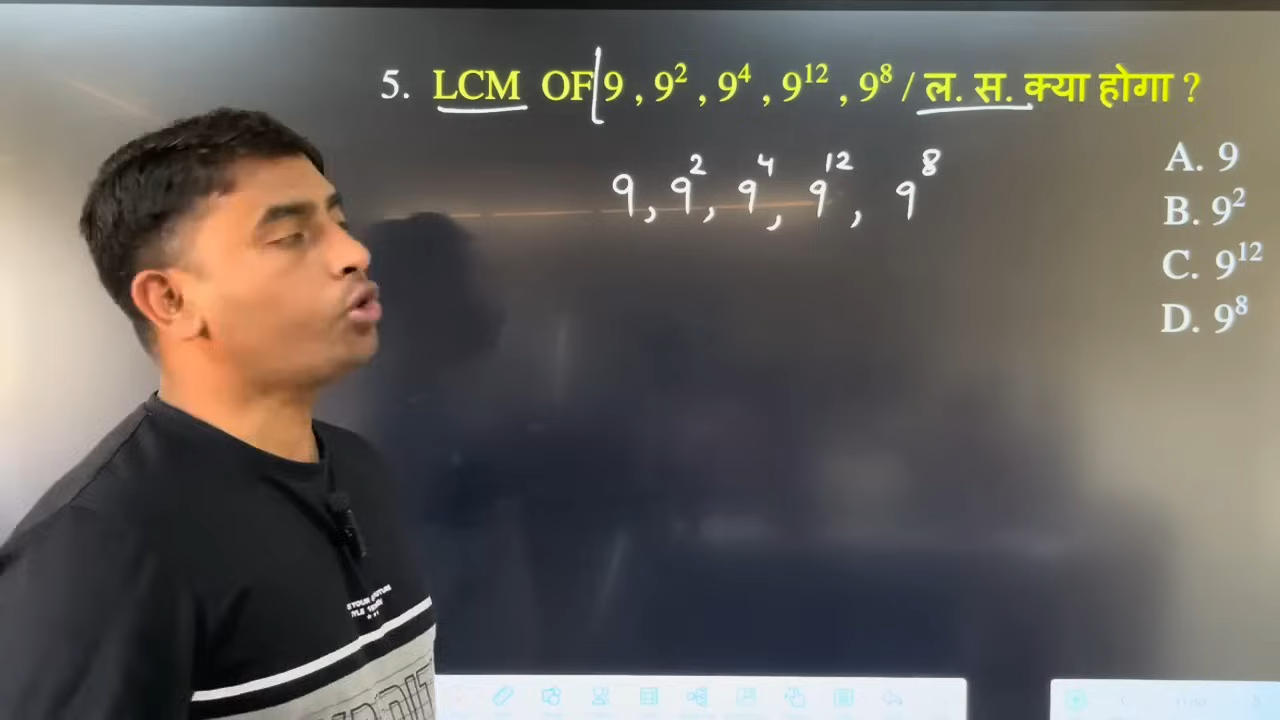 5. LCM OF 9 , 9² , 9⁴ , 9¹² , 9⁸ / ल. स. क्या होगा ?
9, 9², 9⁴, 9¹², 9⁸
A. 9
B. 9²
C. 9¹²
D. 9⁸